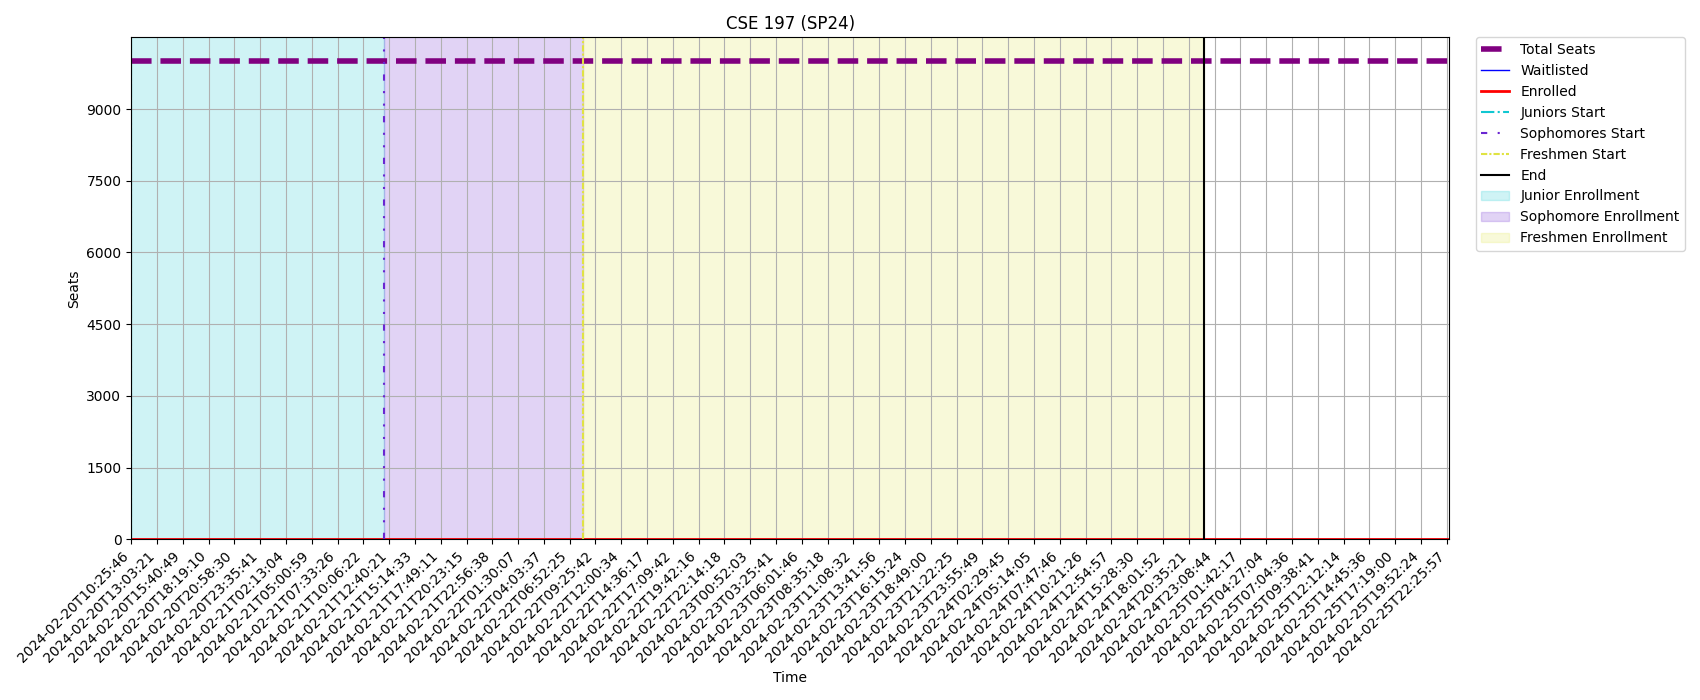 CSE 197 (SP24)
Total Seats
Waitlisted
Enrolled
Juniors Start
Sophomores Start
Freshmen Start
End
Junior Enrollment
Sophomore Enrollment
Freshmen Enrollment
Seats
9000
7500
6000
4500
3000
1500
0
2024-02-20T10:25:46
2024-02-20T13:03:21
2024-02-20T15:40:49
2024-02-20T18:19:10
2024-02-20T20:58:30
2024-02-20T23:35:41
2024-02-21T02:13:04
2024-02-21T05:00:59
2024-02-21T07:33:26
2024-02-21T10:06:22
2024-02-21T12:40:21
2024-02-21T15:14:33
2024-02-21T17:49:11
2024-02-21T20:23:15
2024-02-21T22:56:38
2024-02-22T01:30:07
2024-02-22T04:03:37
2024-02-22T06:52:25
2024-02-22T09:25:42
2024-02-22T12:00:34
2024-02-22T14:36:17
2024-02-22T17:09:42
2024-02-22T19:42:16
2024-02-22T22:14:18
2024-02-23T00:52:03
2024-02-23T03:25:41
2024-02-23T06:01:46
2024-02-23T08:35:18
2024-02-23T11:08:32
2024-02-23T13:41:56
2024-02-23T16:15:24
2024-02-23T18:49:00
2024-02-23T21:22:25
2024-02-23T23:55:49
2024-02-24T02:29:45
2024-02-24T05:14:05
2024-02-24T07:47:46
2024-02-24T10:21:26
2024-02-24T12:54:57
2024-02-24T15:28:30
2024-02-24T18:01:52
2024-02-24T20:35:21
2024-02-24T23:08:44
2024-02-25T01:42:17
2024-02-25T04:27:04
2024-02-25T07:04:36
2024-02-25T09:38:41
2024-02-25T12:12:14
2024-02-25T14:45:36
2024-02-25T17:19:00
2024-02-25T19:52:24
2024-02-25T22:25:57
Time